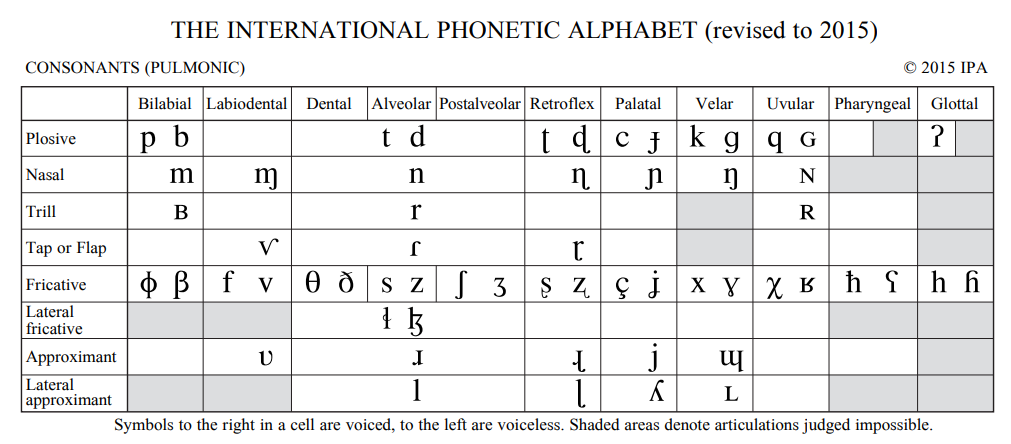 THE INTERNATIONAL PHONETIC ALPHABET (revised to 2015)
CONSONANTS (PULMONIC) © 2015 IPA
Bilabial Labiodental Dental Alveolar Postalveolar Retroflex Palatal Velar Uvular Pharyngeal Glottal
Plosive p b t d ʈ ɖ c ɟ k ɡ q ɢ ʔ
Nasal m ɱ n ɳ ɲ ŋ ɴ
Trill ʙ r ʀ
Tap or Flap ⱱ ɾ ɽ
Fricative ɸ β f v θ ð s z ʃ ʒ ʂ ʐ ç ʝ x ɣ χ ʁ ħ ʕ h ɦ
Lateral
fricative ɬ ɮ
Approximant ʋ ɹ ɻ j ɰ
Lateral
approximant l ɭ ʎ ʟ
Symbols to the right in a cell are voiced, to the left are voiceless. Shaded areas denote articulations judged impossible.